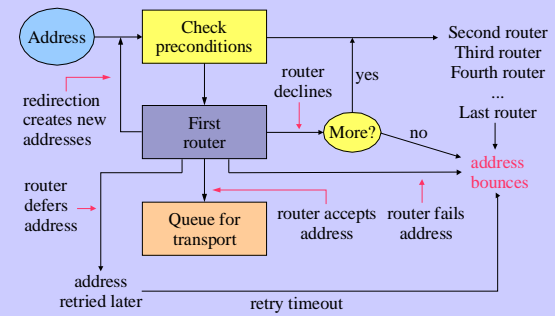 Address
Check
preconditions
Second router
Third router
Fourth router
...
Last router
router
declines
yes
redirection
creates new
addresses
First
router
More?
no
address
bounces
router
defers
address
Queue for
transport
router accepts
address
router fails
address
address
retried later
retry timeout